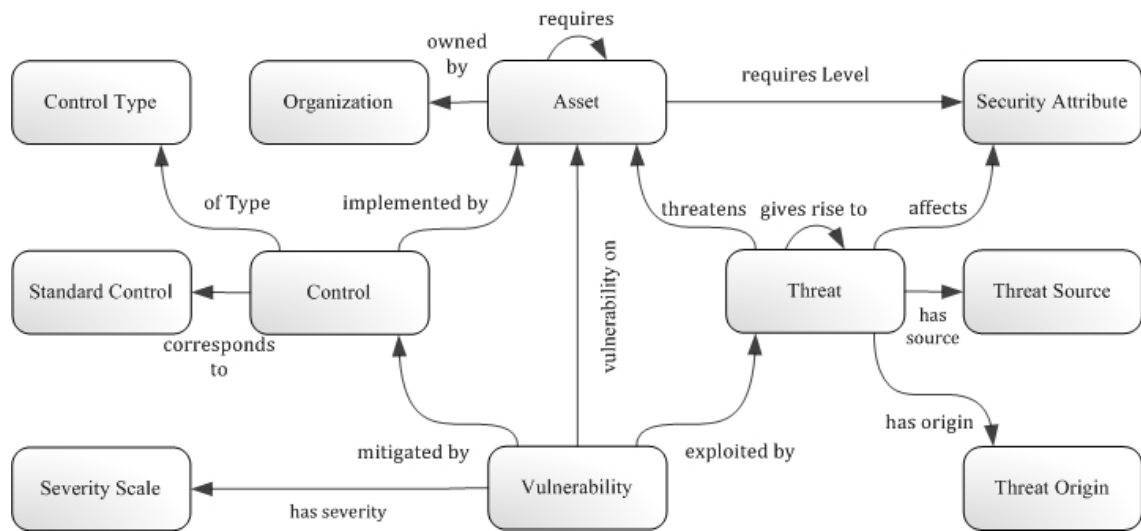 requires
owned
by
requires Level
Control Type
Organization
Asset
Security Attribute
of Type
implemented by
threatens
gives rise to
affects
vulnerability on
Standard Control
Control
Threat
Threat Source
corresponds
to
has
source
mitigated by
exploited by
has origin
Severity Scale
has severity
Vulnerability
Threat Origin